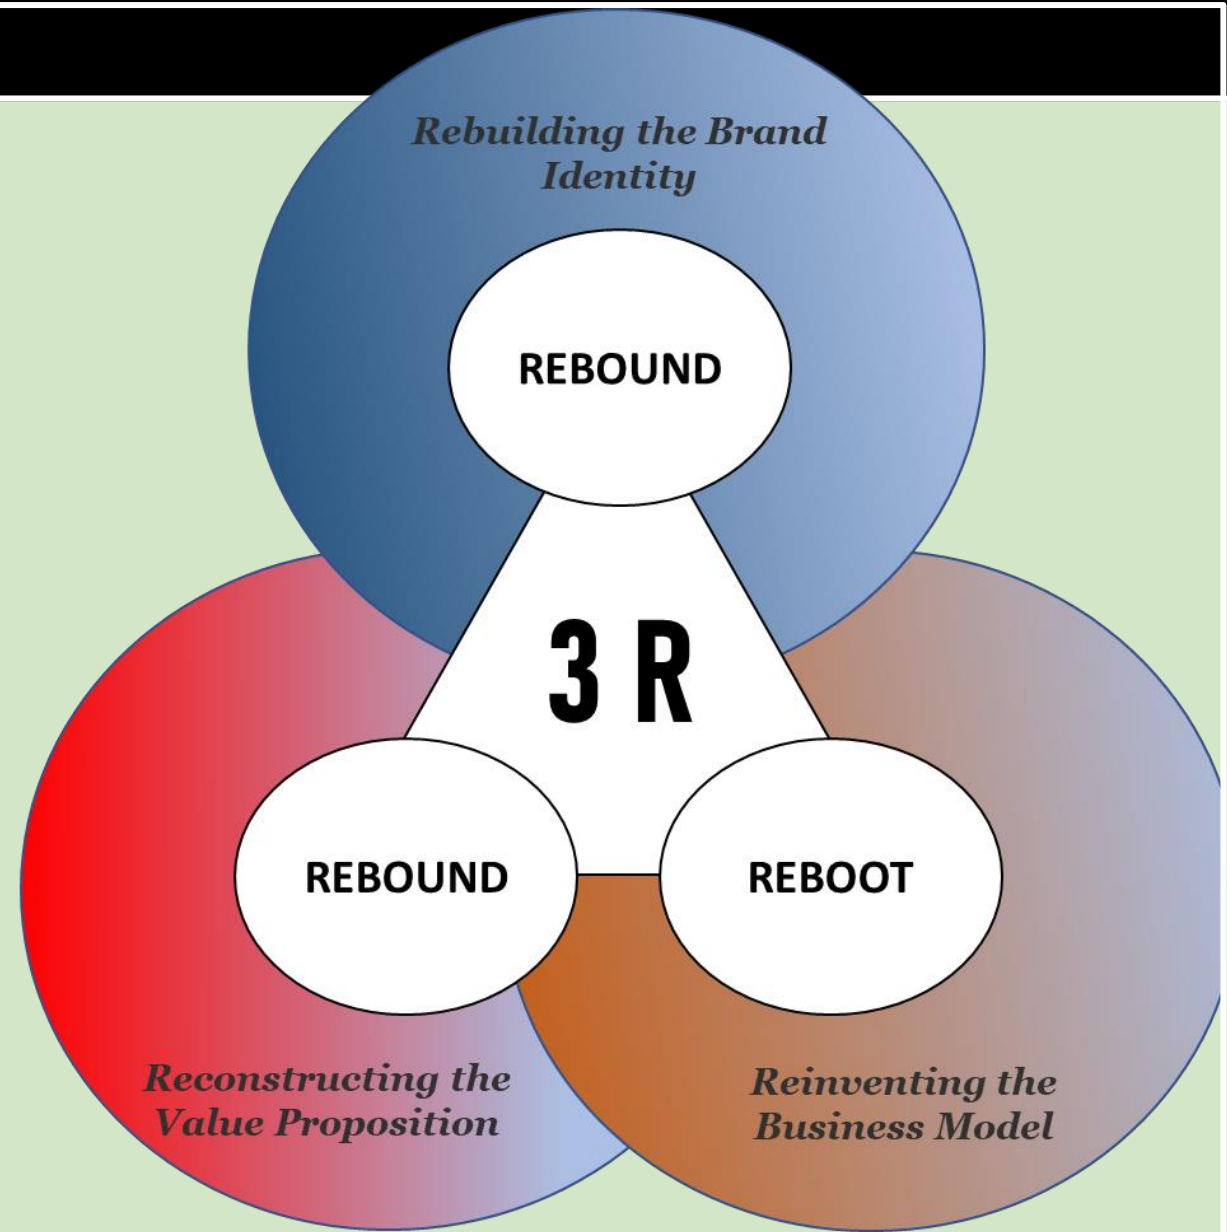 Rebuilding the Brand
Identity
REBOUND
3 R
REBOUND
REBOOT
Reconstructing the
Value Proposition
Reinventing the
Business Model